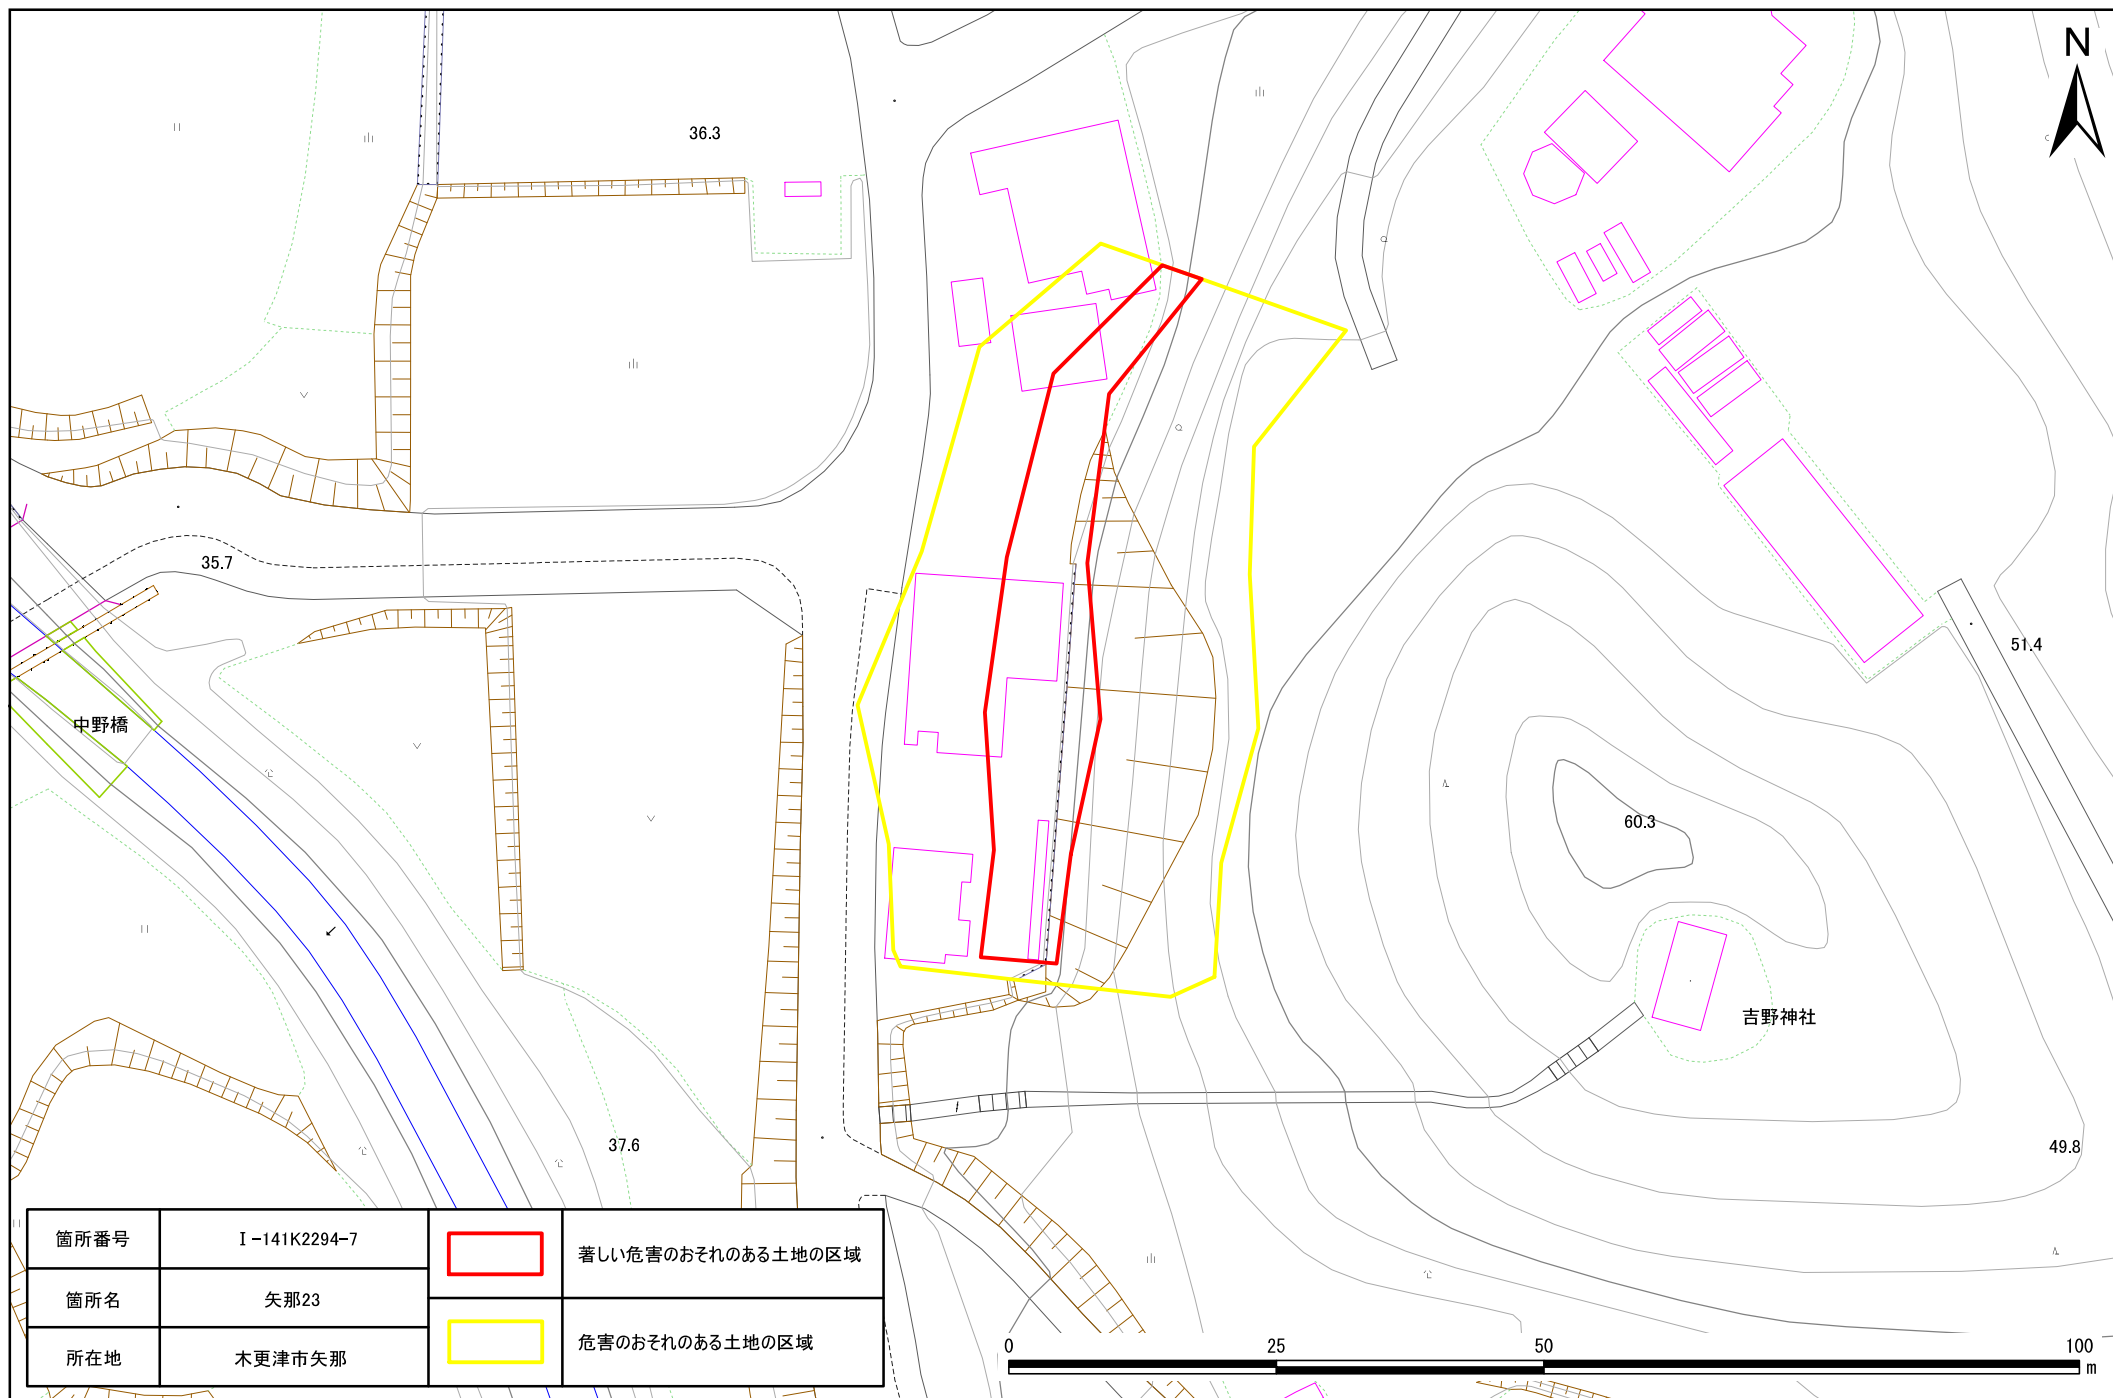 N
36.3
35.7
中野橋
51.4
60.3
吉野神社
37.6
49.8
箇所番号 Ⅰ-141K2294-7
著しい危害のおそれのある土地の区域
箇所名 矢那23
危害のおそれのある土地の区域
所在地 木更津市矢那
0 25 50 100
m